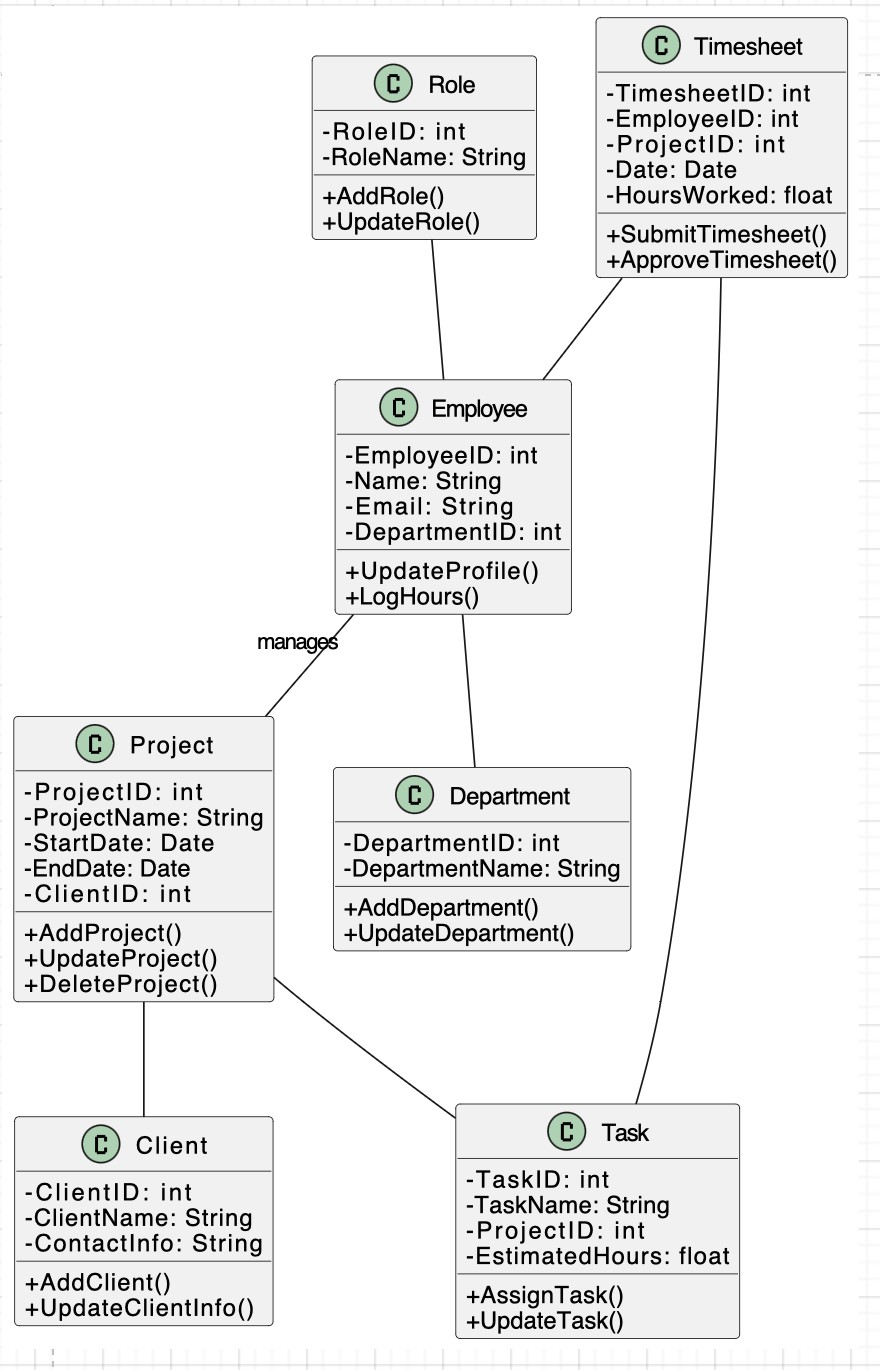 C Role
-RoleID: int
-RoleName: String
+AddRole()
+UpdateRole()
C Timesheet
-TimesheetID: int
-EmployeeID: int
-ProjectID: int
-Date: Date
-HoursWorked: float
+SubmitTimesheet()
+ApproveTimesheet()
C Employee
-EmployeeID: int
-Name: String
-Email: String
-DepartmentID: int
+UpdateProfile()
+LogHours()
manages
C Project
-ProjectID: int
-ProjectName: String
-StartDate: Date
-EndDate: Date
-ClientID: int
+AddProject()
+UpdateProject()
+DeleteProject()
C Department
-DepartmentID: int
-DepartmentName: String
+AddDepartment()
+UpdateDepartment()
C Client
-ClientID: int
-ClientName: String
-ContactInfo: String
+AddClient()
+UpdateClientInfo()
C Task
-TaskID: int
-TaskName: String
-ProjectID: int
-EstimatedHours: float
+AssignTask()
+UpdateTask()